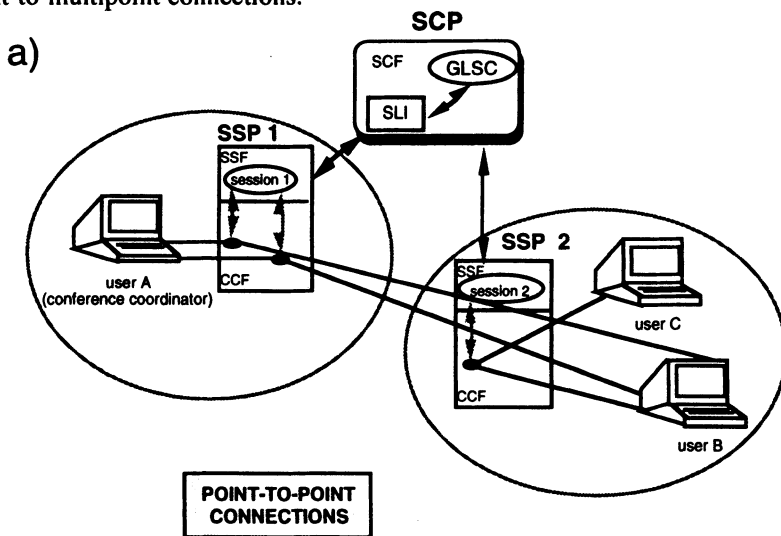 t to multipoint connections.
a)
SCP
SCF
GLSC
SLI
SSP 1
SSF
session 1
CCF
user A
(conference coordinator)
SSP 2
SSF
session 2
CCF
user C
user B
POINT-TO-POINT
CONNECTIONS